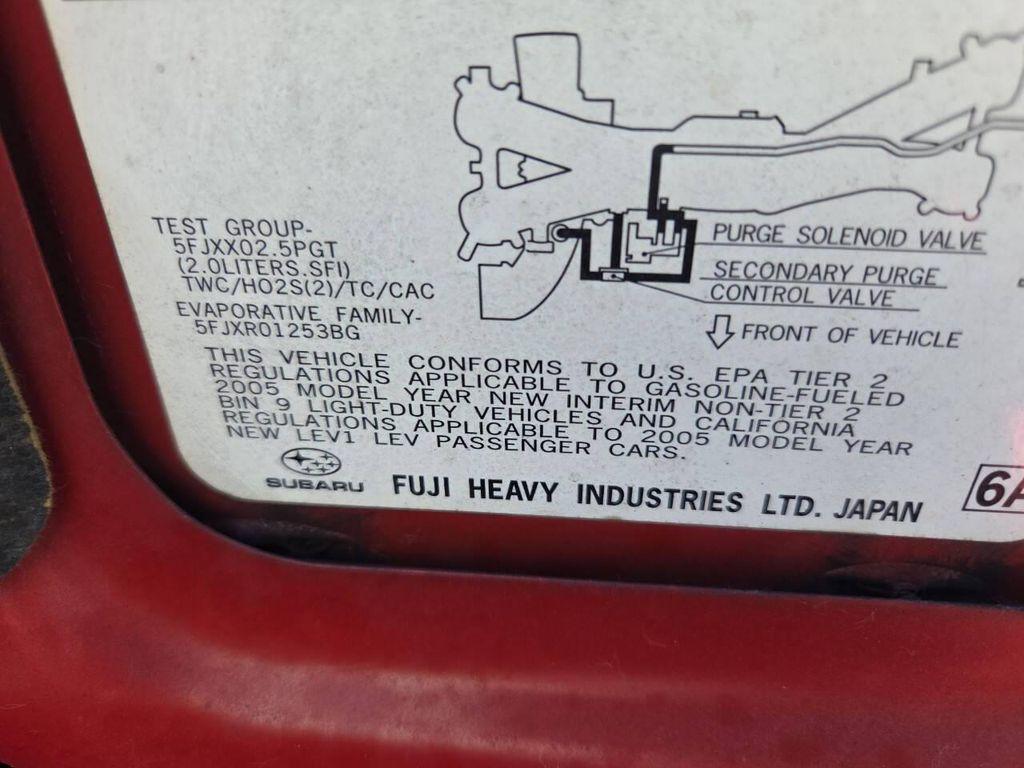 TEST GROUP-
5FJXX02.5PGT
(2.0LITERS.SFI)
TWC/HO2S(2)/TC/CAC
EVAPORATIVE FAMILY-
5FJXR01253BG
PURGE SOLENOID VALVE
SECONDARY PURGE
CONTROL VALVE
FRONT OF VEHICLE
THIS VEHICLE CONFORMS TO U.S. EPA TIER 2
REGULATIONS APPLICABLE TO GASOLINE-FUELED
2005 MODEL YEAR NEW INTERIM NON-TIER 2
BIN 9 LIGHT-DUTY VEHICLES AND CALIFORNIA
REGULATIONS APPLICABLE TO 2005 MODEL YEAR
NEW LEV1 LEV PASSENGER CARS.
SUBARU FUJI HEAVY INDUSTRIES LTD. JAPAN